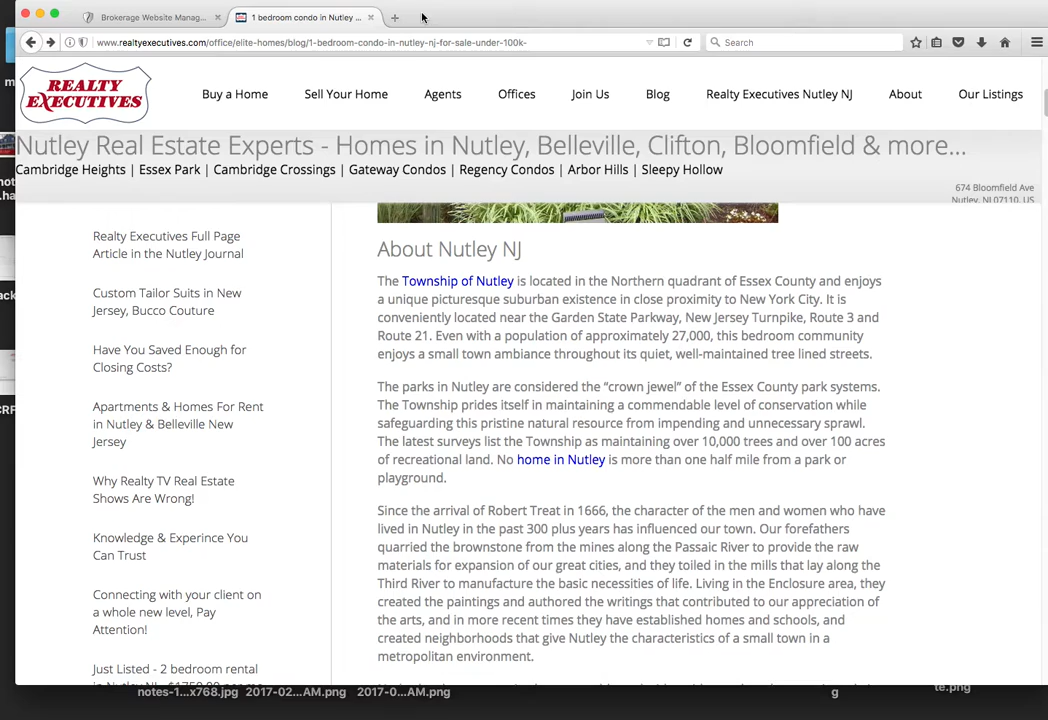 Brokerage Website Manag...
1 bedroom condo in Nutley ...
www.realtyexecutives.com/office/elite-homes/blog/1-bedroom-condo-in-nutley-nj-for-sale-under-100k-
Search
REALTY
EXECUTIVES
Buy a Home
Sell Your Home
Agents
Offices
Join Us
Blog
Realty Executives Nutley NJ
About
Our Listings
Nutley Real Estate Experts - Homes in Nutley, Belleville, Clifton, Bloomfield & more...
Cambridge Heights | Essex Park | Cambridge Crossings | Gateway Condos | Regency Condos | Arbor Hills | Sleepy Hollow
674 Bloomfield Ave
Nutley, NJ 07110, US
Realty Executives Full Page
Article in the Nutley Journal
Custom Tailor Suits in New
Jersey, Bucco Couture
Have You Saved Enough for
Closing Costs?
Apartments & Homes For Rent
in Nutley & Belleville New
Jersey
Why Realty TV Real Estate
Shows Are Wrong!
Knowledge & Experince You
Can Trust
Connecting with your client on
a whole new level, Pay
Attention!
Just Listed - 2 bedroom rental
About Nutley NJ
The Township of Nutley is located in the Northern quadrant of Essex County and enjoys
a unique picturesque suburban existence in close proximity to New York City. It is
conveniently located near the Garden State Parkway, New Jersey Turnpike, Route 3 and
Route 21. Even with a population of approximately 27,000, this bedroom community
enjoys a small town ambiance throughout its quiet, well-maintained tree lined streets.
The parks in Nutley are considered the “crown jewel” of the Essex County park systems.
The Township prides itself in maintaining a commendable level of conservation while
safeguarding this pristine natural resource from impending and unnecessary sprawl.
The latest surveys list the Township as maintaining over 10,000 trees and over 100 acres
of recreational land. No home in Nutley is more than one half mile from a park or
playground.
Since the arrival of Robert Treat in 1666, the character of the men and women who have
lived in Nutley in the past 300 plus years has influenced our town. Our forefathers
quarried the brownstone from the mines along the Passaic River to provide the raw
materials for expansion of our great cities, and they toiled in the mills that lay along the
Third River to manufacture the basic necessities of life. Living in the Enclosure area, they
created the paintings and authored the writings that contributed to our appreciation of
the arts, and in more recent times they have established homes and schools, and
created neighborhoods that give Nutley the characteristics of a small town in a
metropolitan environment.
notes-1...x768.jpg 2017-02...AM.png 2017-0...AM.png
g
te.png